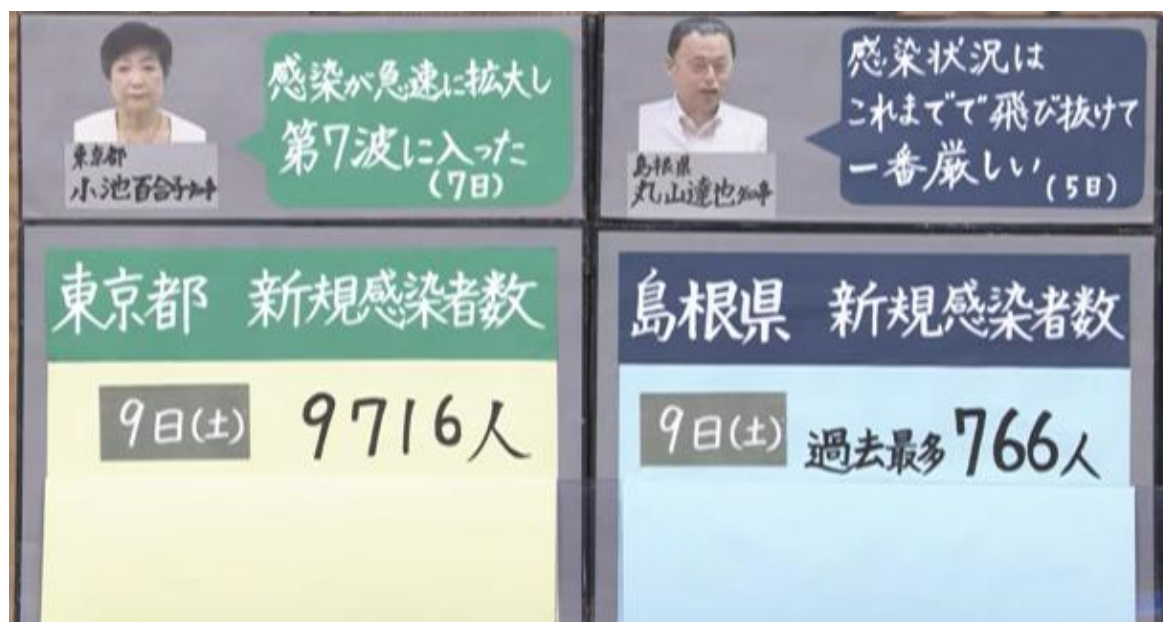 東京都
小池百合子知事
感染が急速に拡大し
第7波に入った
(7日)
島根県
丸山達也知事
感染状況は
これまでで飛び抜けて
一番厳しい
(5日)
東京都 新規感染者数
9日(土) 9716人
島根県 新規感染者数
9日(土) 過去最多766人